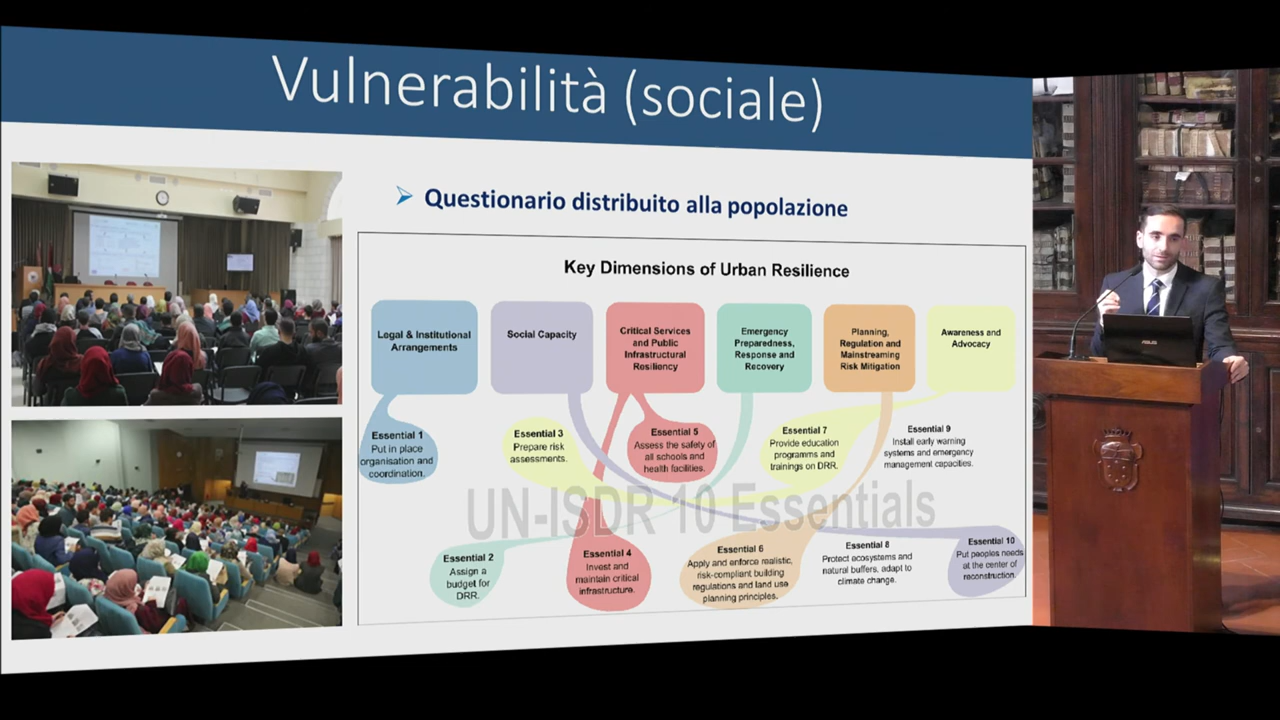 Vulnerabilità (sociale)
Questionario distribuito alla popolazione
Key Dimensions of Urban Resilience
Legal & Institutional
Arrangements
Social Capacity
Critical Services
and Public
Infrastructural
Resiliency
Emergency
Preparedness,
Response and
Recovery
Planning,
Regulation and
Mainstreaming
Risk Mitigation
Awareness and
Advocacy
Essential 1
Put in place
organisation and
coordination.
Essential 3
Prepare risk
assessments.
Essential 5
Assess the safety of
all schools and
health facilities.
Essential 7
Provide education
programms and
trainings on DRR.
Essential 9
Install early warning
systems and emergency
management capacities.
UN-ISDR 10 Essentials
Essential 2
Assign a
budget for
DRR.
Essential 4
Invest and
maintain critical
infrastructure.
Essential 6
Apply and enforce realistic,
risk-compliant building
regulations and land use
planning principles.
Essential 8
Protect ecosystems and
natural buffers, adapt to
climate change.
Essential 10
Put peoples needs
at the center of
reconstruction.
ASUS